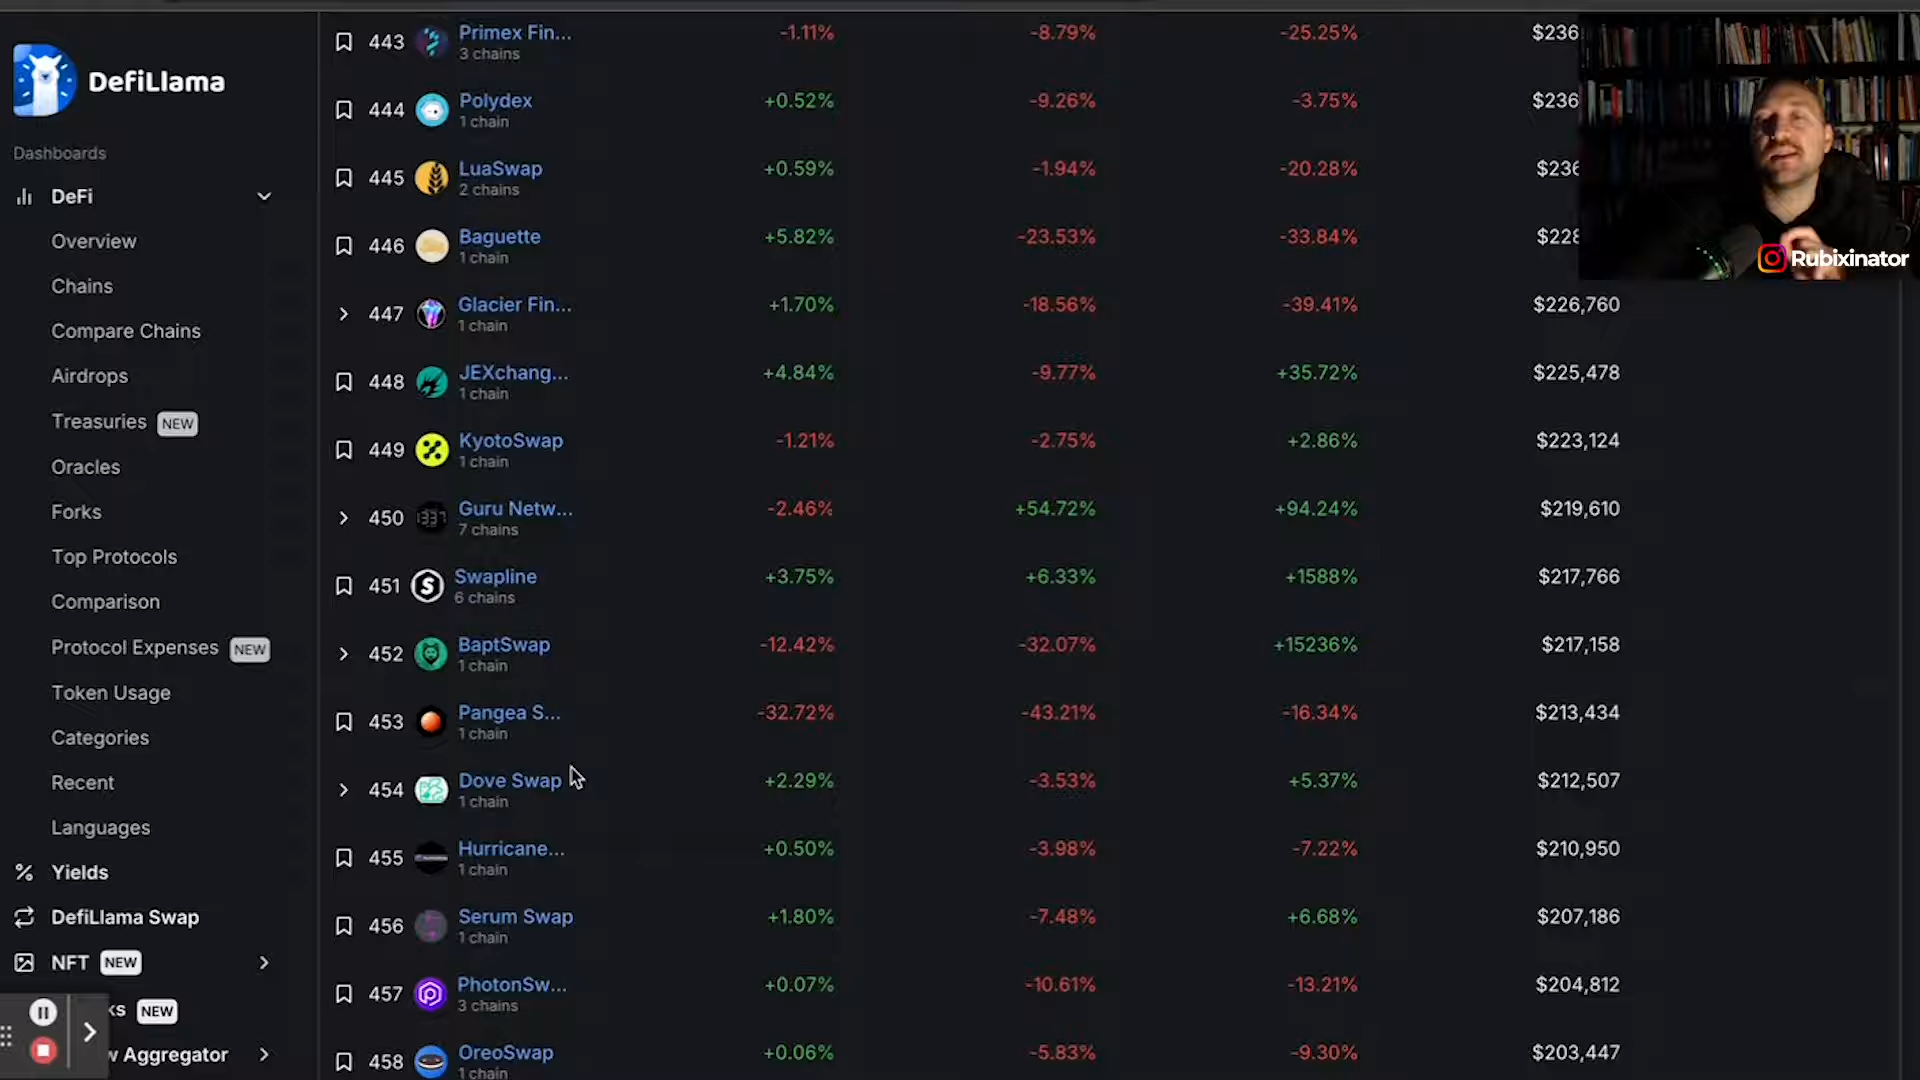 DefiLlama
Dashboards
DeFi
Overview
Chains
Compare Chains
Airdrops
Treasuries NEW
Oracles
Forks
Top Protocols
Comparison
Protocol Expenses NEW
Token Usage
Categories
Recent
Languages
Yields
DefiLlama Swap
NFT NEW
ks NEW
w Aggregator
443 Primex Fin... -1.11% -8.79% -25.25% $236
3 chains
444 Polydex +0.52% -9.26% -3.75% $236
1 chain
445 LuaSwap +0.59% -1.94% -20.28% $236
2 chains
446 Baguette +5.82% -23.53% -33.84% $228
1 chain
447 Glacier Fin... +1.70% -18.56% -39.41% $226,760
1 chain
448 JEXchang... +4.84% -9.77% +35.72% $225,478
1 chain
449 KyotoSwap -1.21% -2.75% +2.86% $223,124
1 chain
450 1337 Guru Netw... -2.46% +54.72% +94.24% $219,610
7 chains
451 Swapline +3.75% +6.33% +1588% $217,766
6 chains
452 BaptSwap -12.42% -32.07% +15236% $217,158
1 chain
453 Pangea S... -32.72% -43.21% -16.34% $213,434
1 chain
454 Dove Swap +2.29% -3.53% +5.37% $212,507
1 chain
455 Hurricane... +0.50% -3.98% -7.22% $210,950
1 chain
456 Serum Swap +1.80% -7.48% +6.68% $207,186
1 chain
457 PhotonSw... +0.07% -10.61% -13.21% $204,812
3 chains
458 OreoSwap +0.06% -5.83% -9.30% $203,447
1 chain
Rubixinator